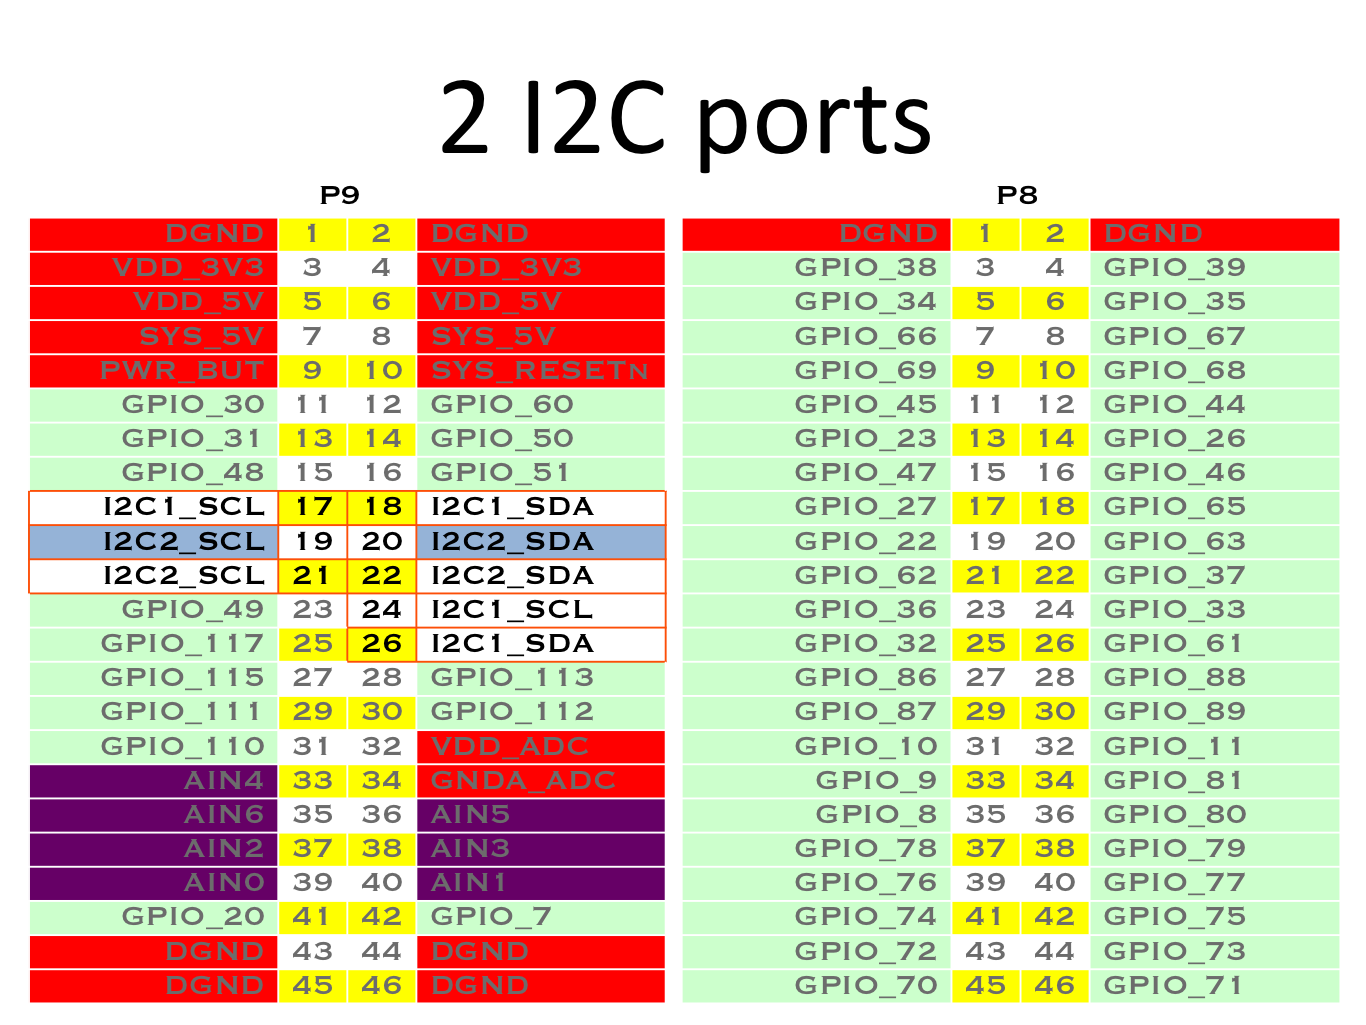 2 I2C ports
P9 P8
DGND 1 2 DGND DGND 1 2 DGND
VDD_3V3 3 4 VDD_3V3 GPIO_38 3 4 GPIO_39
VDD_5V 5 6 VDD_5V GPIO_34 5 6 GPIO_35
SYS_5V 7 8 SYS_5V GPIO_66 7 8 GPIO_67
PWR_BUT 9 10 SYS_RESETn GPIO_69 9 10 GPIO_68
GPIO_30 11 12 GPIO_60 GPIO_45 11 12 GPIO_44
GPIO_31 13 14 GPIO_50 GPIO_23 13 14 GPIO_26
GPIO_48 15 16 GPIO_51 GPIO_47 15 16 GPIO_46
I2C1_SCL 17 18 I2C1_SDA GPIO_27 17 18 GPIO_65
I2C2_SCL 19 20 I2C2_SDA GPIO_22 19 20 GPIO_63
I2C2_SCL 21 22 I2C2_SDA GPIO_62 21 22 GPIO_37
GPIO_49 23 24 I2C1_SCL GPIO_36 23 24 GPIO_33
GPIO_117 25 26 I2C1_SDA GPIO_32 25 26 GPIO_61
GPIO_115 27 28 GPIO_113 GPIO_86 27 28 GPIO_88
GPIO_111 29 30 GPIO_112 GPIO_87 29 30 GPIO_89
GPIO_110 31 32 VDD_ADC GPIO_10 31 32 GPIO_11
AIN4 33 34 GNDA_ADC GPIO_9 33 34 GPIO_81
AIN6 35 36 AIN5 GPIO_8 35 36 GPIO_80
AIN2 37 38 AIN3 GPIO_78 37 38 GPIO_79
AIN0 39 40 AIN1 GPIO_76 39 40 GPIO_77
GPIO_20 41 42 GPIO_7 GPIO_74 41 42 GPIO_75
DGND 43 44 DGND GPIO_72 43 44 GPIO_73
DGND 45 46 DGND GPIO_70 45 46 GPIO_71